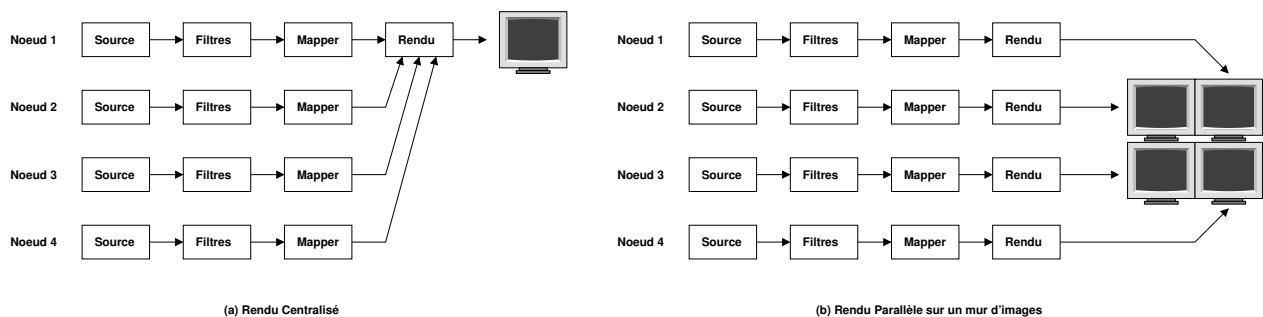 Noeud 1 Source Filtres Mapper Rendu
Noeud 2 Source Filtres Mapper
Noeud 3 Source Filtres Mapper
Noeud 4 Source Filtres Mapper
(a) Rendu Centralisé
Noeud 1 Source Filtres Mapper Rendu
Noeud 2 Source Filtres Mapper Rendu
Noeud 3 Source Filtres Mapper Rendu
Noeud 4 Source Filtres Mapper Rendu
(b) Rendu Parallèle sur un mur d'images